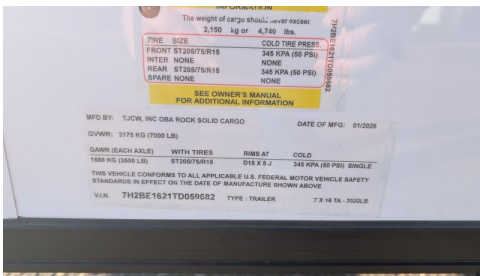 INFORMATION
The weight of cargo should never exceed
2,150 kg or 4,740 lbs.
TIRE SIZE COLD TIRE PRESS.
FRONT ST205/75/R15 345 KPA (50 PSI)
INTER NONE NONE
REAR ST205/75/R15 345 KPA (50 PSI)
SPARE NONE NONE
7H2BE1621TD059682
SEE OWNER'S MANUAL
FOR ADDITIONAL INFORMATION
MFD BY: TJCW, INC DBA ROCK SOLID CARGO DATE OF MFG: 01/2026
GVWR: 3175 KG (7000 LB)
GAWR (EACH AXLE) WITH TIRES RIMS AT COLD
1588 KG (3500 LB) ST205/75/R15 D15 X 5 J 345 KPA (50 PSI) SINGLE
THIS VEHICLE CONFORMS TO ALL APPLICABLE U.S. FEDERAL MOTOR VEHICLE SAFETY
STANDARDS IN EFFECT ON THE DATE OF MANUFACTURE SHOWN ABOVE
V.I.N. 7H2BE1621TD059682 TYPE : TRAILER 7 X 16 TA - 3500LB